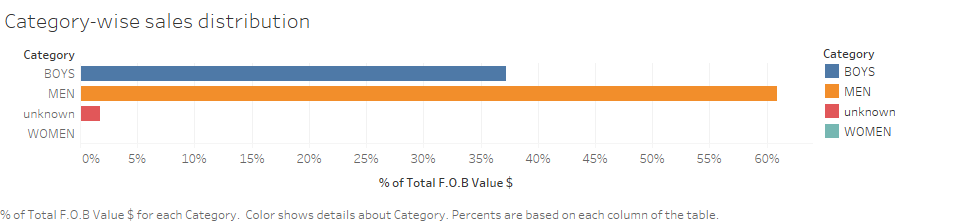 Category-wise sales distribution
Category
BOYS
MEN
unknown
WOMEN
0% 5% 10% 15% 20% 25% 30% 35% 40% 45% 50% 55% 60%
% of Total F.O.B Value $
Category
BOYS
MEN
unknown
WOMEN
% of Total F.O.B Value $ for each Category. Color shows details about Category. Percents are based on each column of the table.